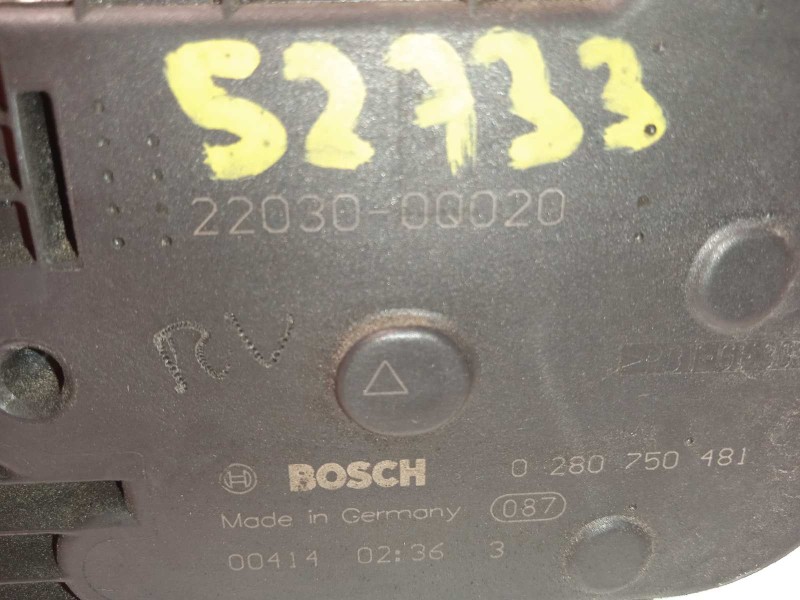 52733
22030-0Q020
RV
BOSCH 0 280 750 481
Made in Germany 087
00414 02:36 3